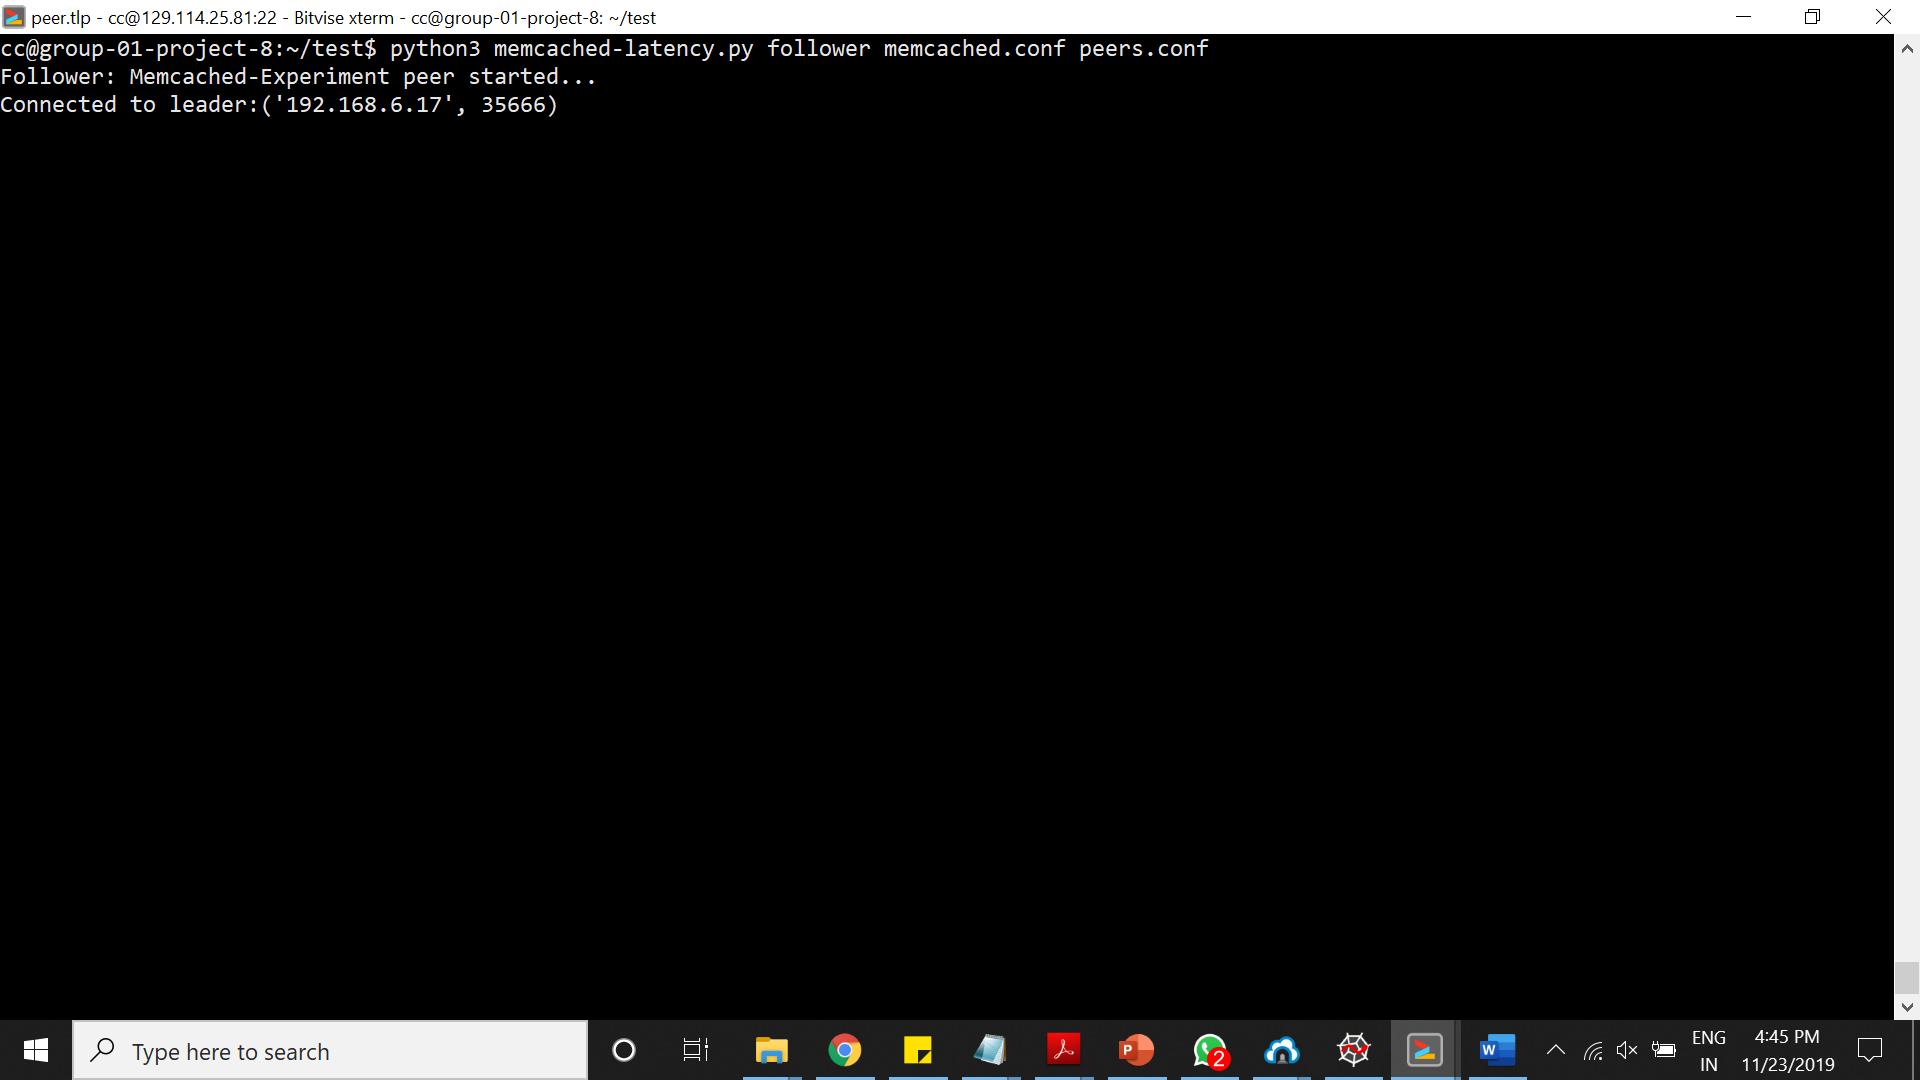 peer.tlp - cc@129.114.25.81:22 - Bitvise xterm - cc@group-01-project-8: ~/test
cc@group-01-project-8:~/test$ python3 memcached-latency.py follower memcached.conf peers.conf
Follower: Memcached-Experiment peer started...
Connected to leader:('192.168.6.17', 35666)
Type here to search
P
2
W
ENG
IN
4:45 PM
11/23/2019